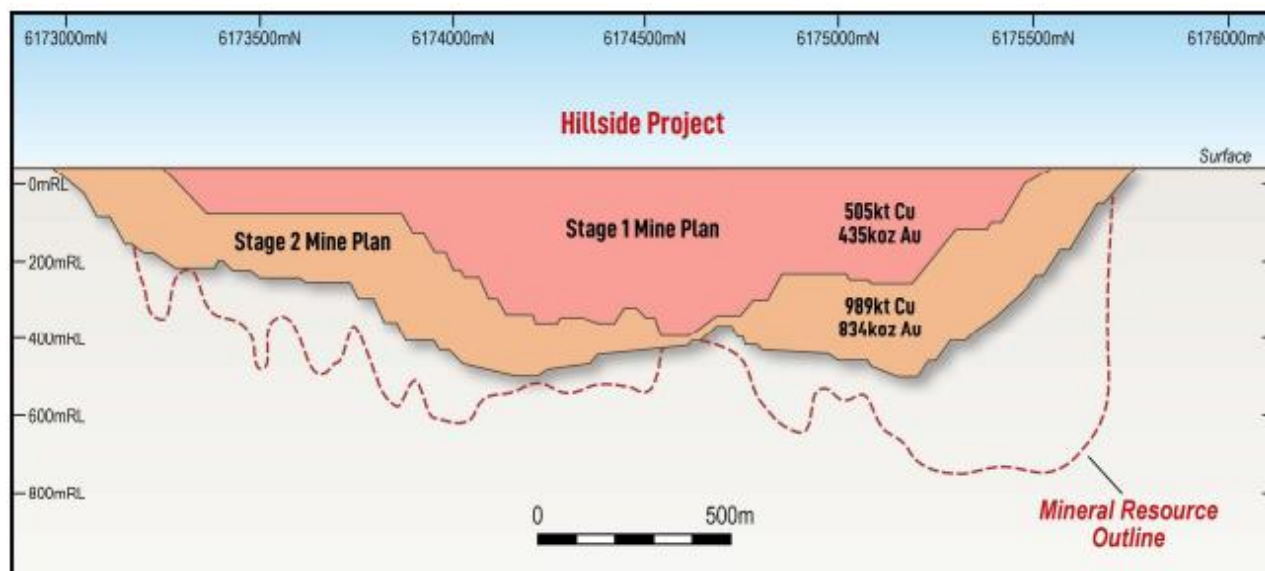 6173000mN
6173500mN
6174000mN
6174500mN
6175000mN
6175500mN
6176000mN
Hillside Project
Surface
0mRL
200mRL
400mRL
600mRL
800mRL
Stage 2 Mine Plan
Stage 1 Mine Plan
505kt Cu
435koz Au
989kt Cu
834koz Au
0
500m
Mineral Resource
Outline